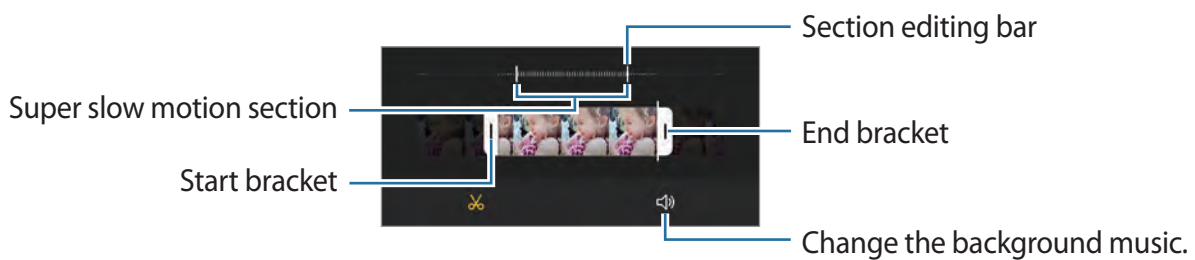 Section editing bar
Super slow motion section
End bracket
Start bracket
Change the background music.